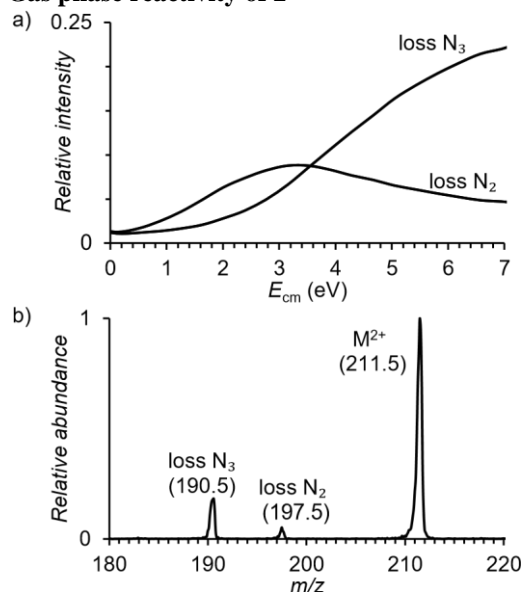 Gas phase reactivity of 2
a)
0.25
loss N₃
Relative intensity
loss N₂
0
0 1 2 3 4 5 6 7
E_cm (eV)
b)
1
M²⁺
(211.5)
Relative abundance
loss N₃
(190.5)
loss N₂
(197.5)
0
180 190 200 210 220
m/z